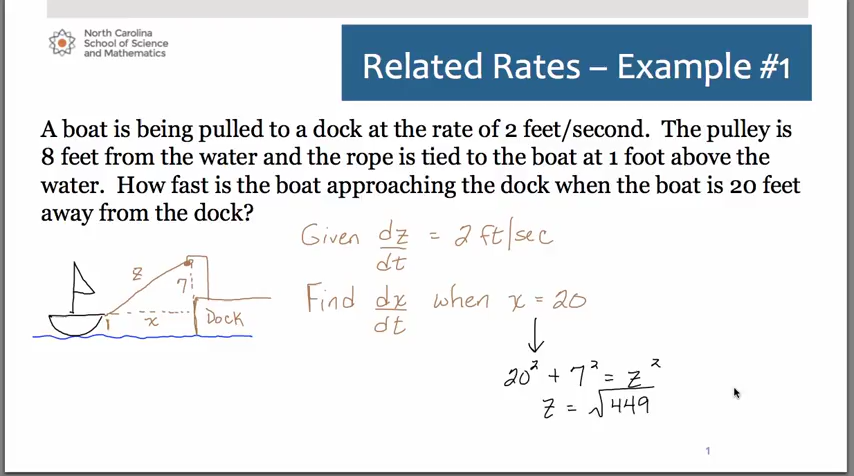 North Carolina
School of Science
and Mathematics
Related Rates – Example #1
A boat is being pulled to a dock at the rate of 2 feet/second. The pulley is
8 feet from the water and the rope is tied to the boat at 1 foot above the
water. How fast is the boat approaching the dock when the boat is 20 feet
away from the dock?
Given dz/dt = 2 ft/sec
z
7
1
x
Dock
Find dx/dt when x = 20
↓
20² + 7² = z²
z = √449
1